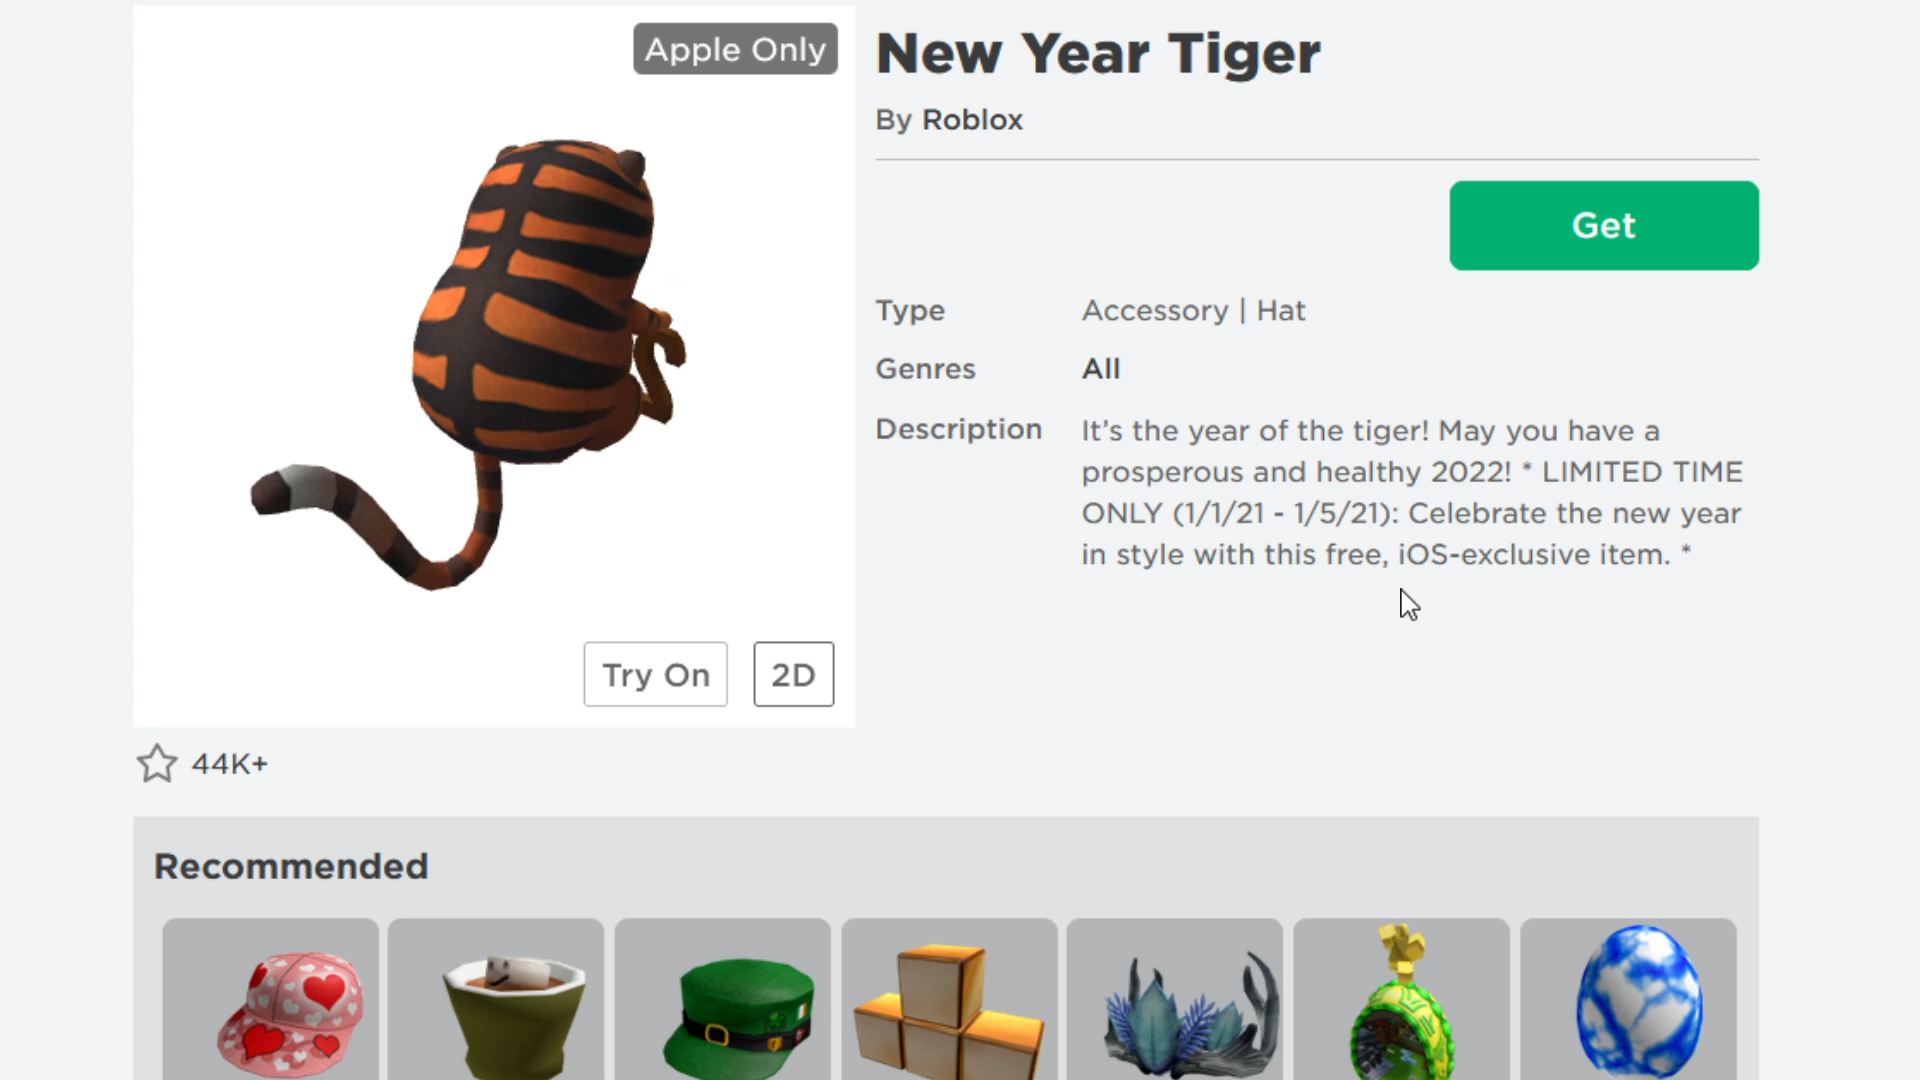 Apple Only
New Year Tiger
By Roblox
Get
Type Accessory | Hat
Genres All
Description It’s the year of the tiger! May you have a
prosperous and healthy 2022! * LIMITED TIME
ONLY (1/1/21 - 1/5/21): Celebrate the new year
in style with this free, iOS-exclusive item. *
Try On 2D
44K+
Recommended